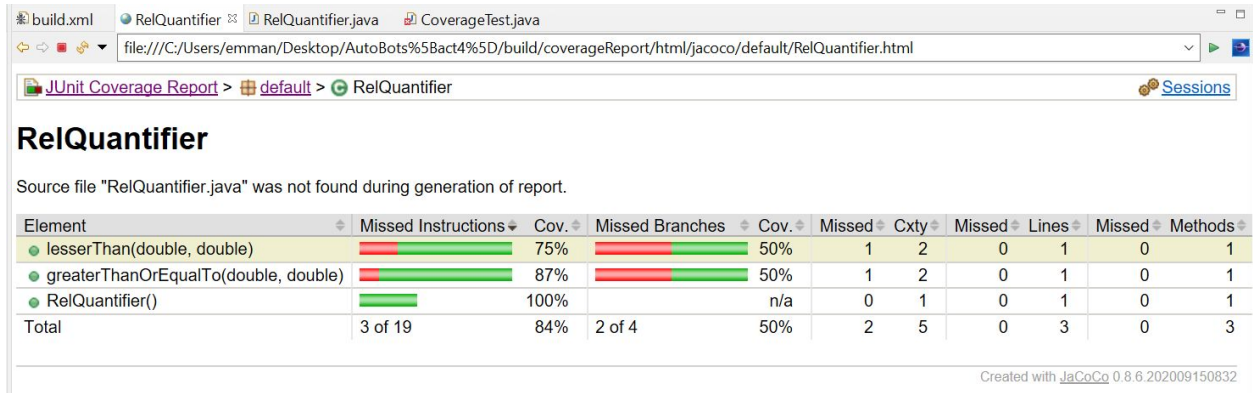 build.xml RelQuantifier RelQuantifier.java CoverageTest.java
file:///C:/Users/emman/Desktop/AutoBots%5Bact4%5D/build/coverageReport/html/jacoco/default/RelQuantifier.html
JUnit Coverage Report > default > RelQuantifier Sessions
RelQuantifier
Source file "RelQuantifier.java" was not found during generation of report.
Element Missed Instructions Cov. Missed Branches Cov. Missed Cxty Missed Lines Missed Methods
lesserThan(double, double) 75% 50% 1 2 0 1 0 1
greaterThanOrEqualTo(double, double) 87% 50% 1 2 0 1 0 1
RelQuantifier() 100% n/a 0 1 0 1 0 1
Total 3 of 19 84% 2 of 4 50% 2 5 0 3 0 3
Created with JaCoCo 0.8.6.202009150832